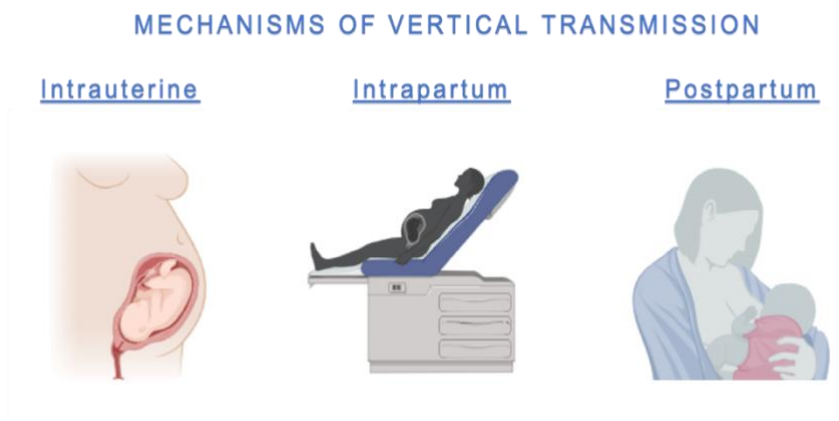 MECHANISMS OF VERTICAL TRANSMISSION
Intrauterine
Intrapartum
Postpartum